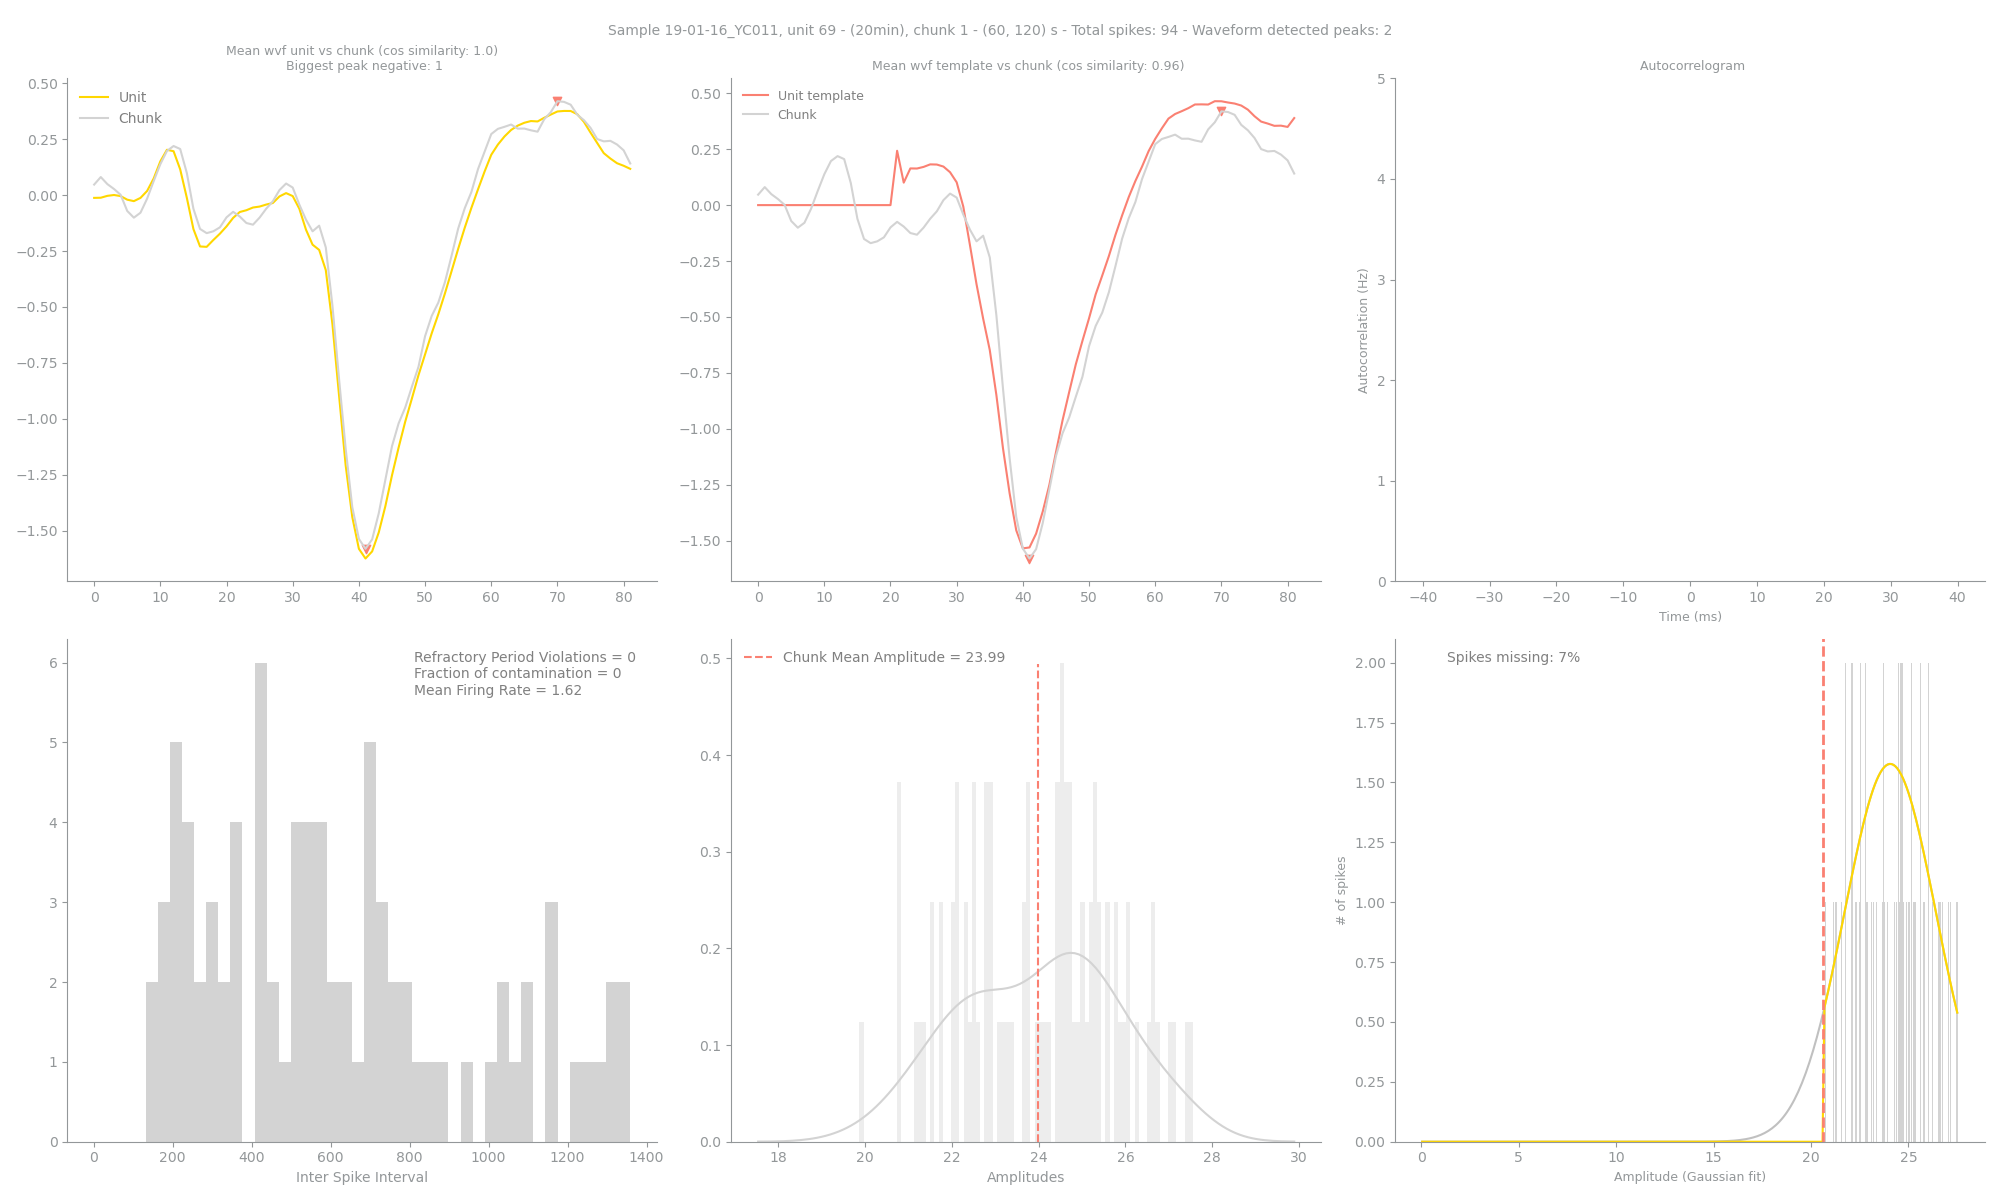 Sample 19-01-16_YC011, unit 69 - (20min), chunk 1 - (60, 120) s - Total spikes: 94 - Waveform detected peaks: 2
Mean wvf unit vs chunk (cos similarity: 1.0)
Biggest peak negative: 1
Unit
Chunk
0.50
0.25
0.00
−0.25
−0.50
−0.75
−1.00
−1.25
−1.50
0 10 20 30 40 50 60 70 80
Mean wvf template vs chunk (cos similarity: 0.96)
Unit template
Chunk
0.50
0.25
0.00
−0.25
−0.50
−0.75
−1.00
−1.25
−1.50
0 10 20 30 40 50 60 70 80
Autocorrelogram
Autocorrelation (Hz)
5
4
3
2
1
0
−40 −30 −20 −10 0 10 20 30 40
Time (ms)
Refractory Period Violations = 0
Fraction of contamination = 0
Mean Firing Rate = 1.62
6
5
4
3
2
1
0
0 200 400 600 800 1000 1200 1400
Inter Spike Interval
Chunk Mean Amplitude = 23.99
0.5
0.4
0.3
0.2
0.1
0.0
18 20 22 24 26 28 30
Amplitudes
Spikes missing: 7%
# of spikes
2.00
1.75
1.50
1.25
1.00
0.75
0.50
0.25
0.00
0 5 10 15 20 25
Amplitude (Gaussian fit)